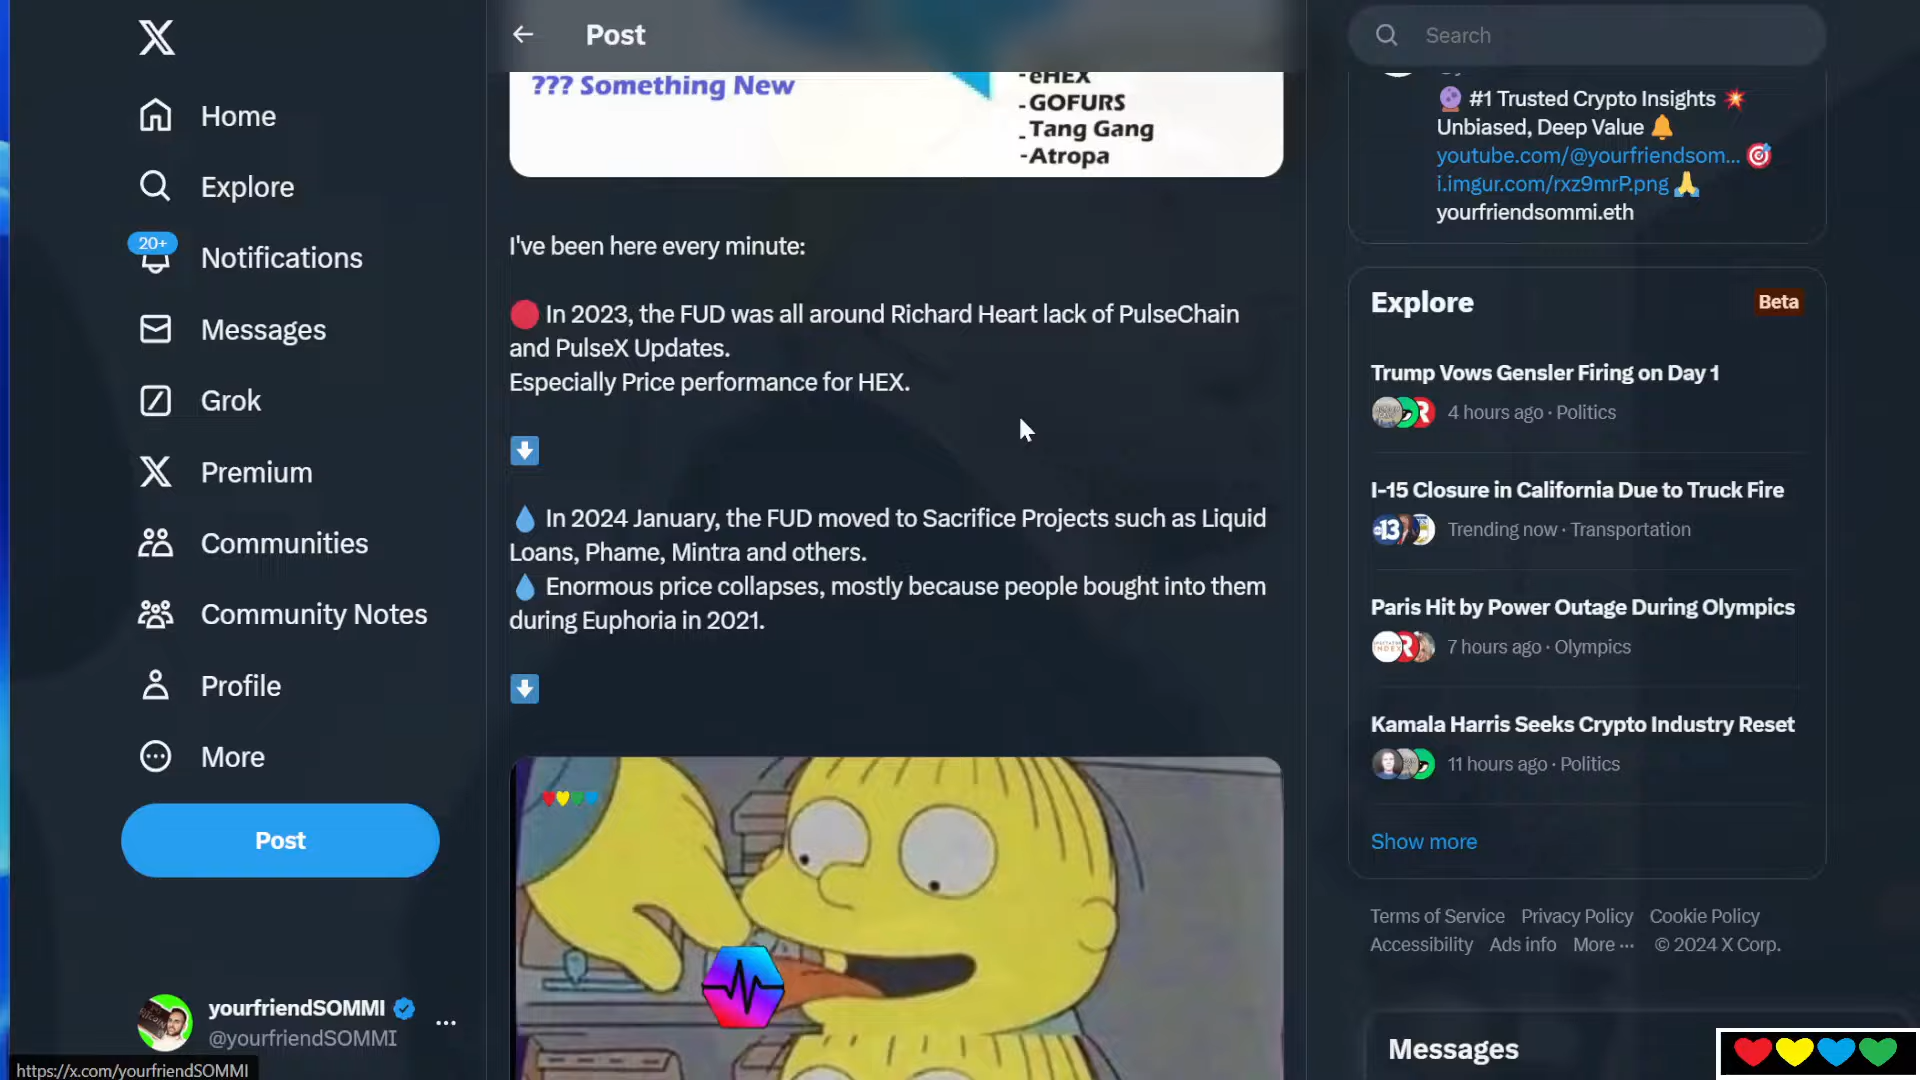 Home
Explore
20+
Notifications
Messages
Grok
Premium
Communities
Community Notes
Profile
More
Post
yourfriendSOMMI
@yourfriendSOMMI
https://x.com/yourfriendSOMMI
Post
??? Something New
-eHEX
-GOFURS
-Tang Gang
-Atropa
I've been here every minute:
🔴 In 2023, the FUD was all around Richard Heart lack of PulseChain
and PulseX Updates.
Especially Price performance for HEX.
⬇️
💧 In 2024 January, the FUD moved to Sacrifice Projects such as Liquid
Loans, Phame, Mintra and others.
💧 Enormous price collapses, mostly because people bought into them
during Euphoria in 2021.
⬇️
Search
🔮 #1 Trusted Crypto Insights 💥
Unbiased, Deep Value 🔔
youtube.com/@yourfriendsom... 🎯
i.imgur.com/rxz9mrP.png 🙏
yourfriendsommi.eth
Explore
Beta
Trump Vows Gensler Firing on Day 1
4 hours ago · Politics
I-15 Closure in California Due to Truck Fire
Trending now · Transportation
Paris Hit by Power Outage During Olympics
7 hours ago · Olympics
Kamala Harris Seeks Crypto Industry Reset
11 hours ago · Politics
Show more
Terms of Service Privacy Policy Cookie Policy
Accessibility Ads info More ··· © 2024 X Corp.
Messages